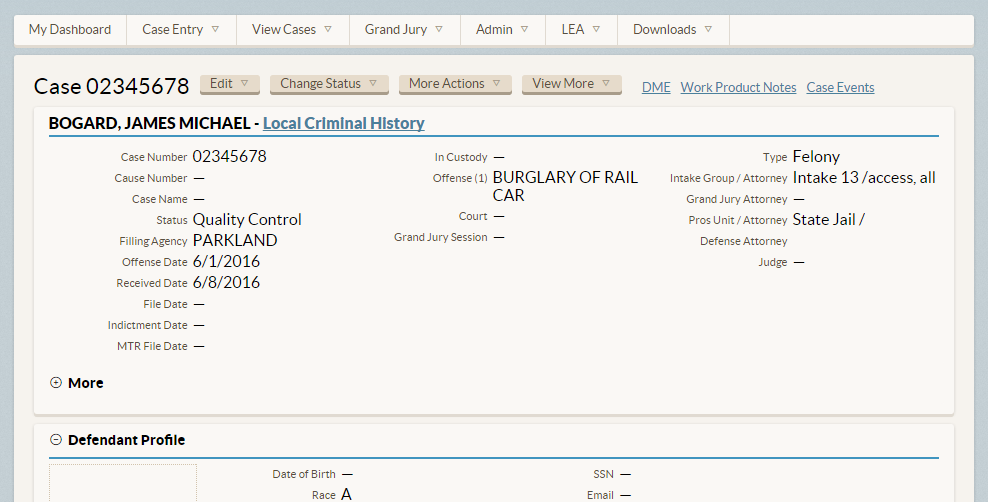 My Dashboard Case Entry View Cases Grand Jury Admin LEA Downloads
Case 02345678 Edit Change Status More Actions View More DME Work Product Notes Case Events
BOGARD, JAMES MICHAEL - Local Criminal History
Case Number 02345678
Cause Number —
Case Name —
Status Quality Control
Filling Agency PARKLAND
Offense Date 6/1/2016
Received Date 6/8/2016
File Date —
Indictment Date —
MTR File Date —
In Custody —
Offense (1) BURGLARY OF RAIL
CAR
Court —
Grand Jury Session —
Type Felony
Intake Group / Attorney Intake 13 /access, all
Grand Jury Attorney —
Pros Unit / Attorney State Jail /
Defense Attorney
Judge —
More
Defendant Profile
Date of Birth —
Race A
SSN —
Email —